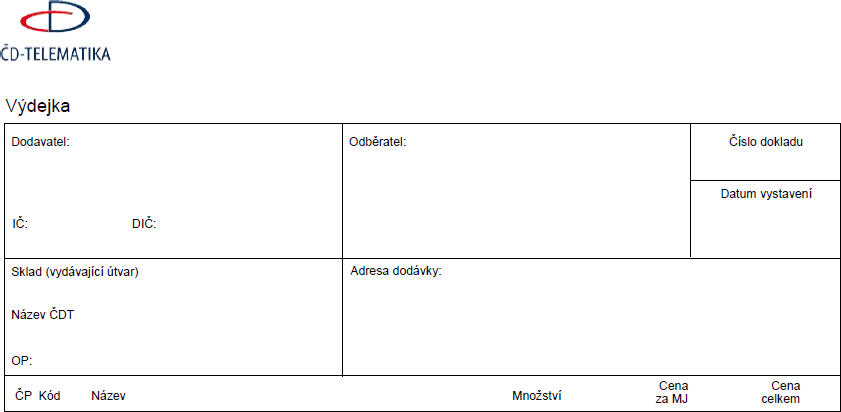 ČD-TELEMATIKA
Výdejka
Dodavatel:
IČ: DIČ:
Odběratel:
Číslo dokladu
Datum vystavení
Sklad (vydávající útvar)
Název ČDT
OP:
Adresa dodávky:
ČP Kód Název Množství Cena za MJ Cena celkem